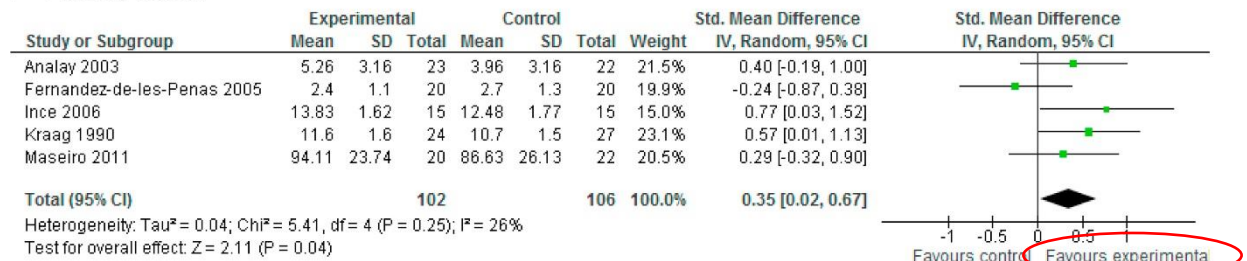 Experimental Control Std. Mean Difference Std. Mean Difference
Study or Subgroup Mean SD Total Mean SD Total Weight IV, Random, 95% CI IV, Random, 95% CI
Analay 2003 5.26 3.16 23 3.96 3.16 22 21.5% 0.40 [-0.19, 1.00]
Fernandez-de-les-Penas 2005 2.4 1.1 20 2.7 1.3 20 19.9% -0.24 [-0.87, 0.38]
Ince 2006 13.83 1.62 15 12.48 1.77 15 15.0% 0.77 [0.03, 1.52]
Kraag 1990 11.6 1.6 24 10.7 1.5 27 23.1% 0.57 [0.01, 1.13]
Maseiro 2011 94.11 23.74 20 86.63 26.13 22 20.5% 0.29 [-0.32, 0.90]
Total (95% CI) 102 106 100.0% 0.35 [0.02, 0.67]
Heterogeneity: Tau² = 0.04; Chi² = 5.41, df = 4 (P = 0.25); I² = 26%
Test for overall effect: Z = 2.11 (P = 0.04)
-1 -0.5 0 0.5 1
Favours control Favours experimental